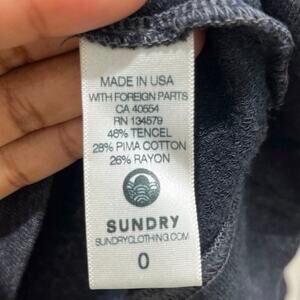 MADE IN USA
WITH FOREIGN PARTS
CA 40554
RN 134579
46% TENCEL
28% PIMA COTTON
26% RAYON
SUNDRY
SUNDRYCLOTHING.COM
0